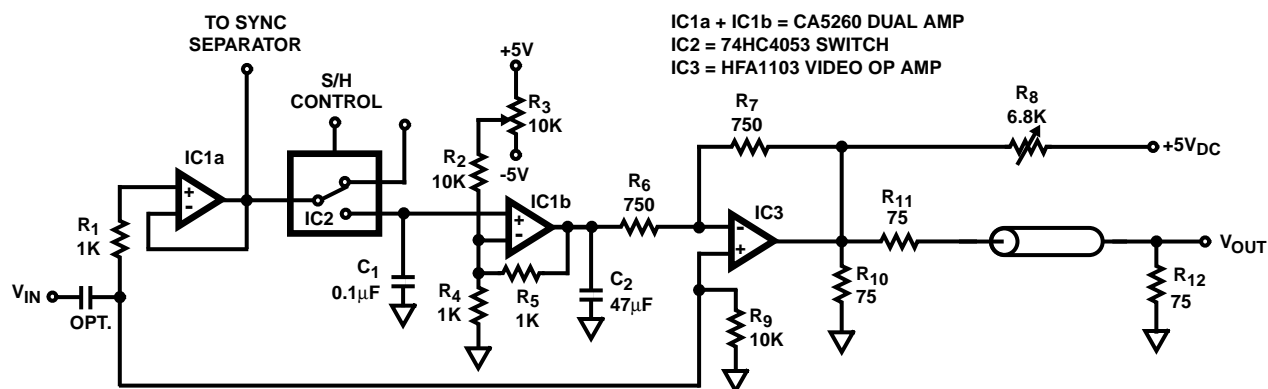 TO SYNC
SEPARATOR
S/H
CONTROL
IC1a + IC1b = CA5260 DUAL AMP
IC2 = 74HC4053 SWITCH
IC3 = HFA1103 VIDEO OP AMP
+5V
R3
10K
-5V
R2
10K
R7
750
R8
6.8K
+5VDC
IC1a
+
-
R1
1K
IC2
IC1b
+
-
R6
750
IC3
-
+
R11
75
VOUT
C1
0.1μF
R4
1K
R5
1K
C2
47μF
R9
10K
R10
75
R12
75
VIN
OPT.